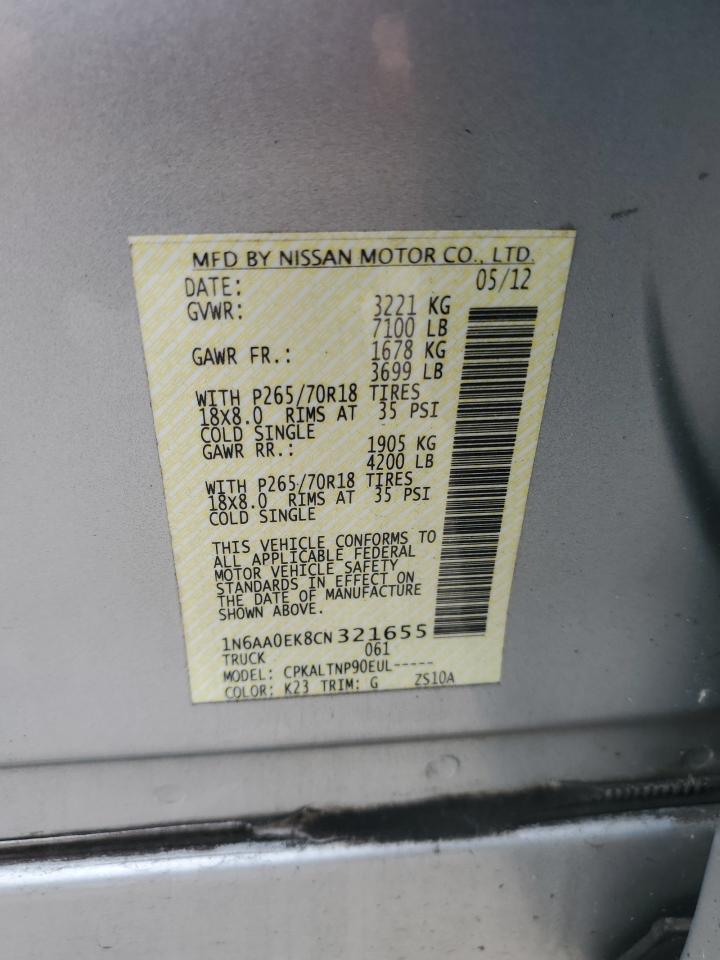 MFD BY NISSAN MOTOR CO., LTD.
DATE: 05/12
GVWR: 3221 KG
7100 LB
GAWR FR.: 1678 KG
3699 LB
WITH P265/70R18 TIRES
18X8.0 RIMS AT 35 PSI
COLD SINGLE
GAWR RR.: 1905 KG
4200 LB
WITH P265/70R18 TIRES
18X8.0 RIMS AT 35 PSI
COLD SINGLE
THIS VEHICLE CONFORMS TO
ALL APPLICABLE FEDERAL
MOTOR VEHICLE SAFETY
STANDARDS IN EFFECT ON
THE DATE OF MANUFACTURE
SHOWN ABOVE.
1N6AA0EK8CN321655
TRUCK 061
MODEL: CPKALTNP90EUL-----
COLOR: K23 TRIM: G ZS10A